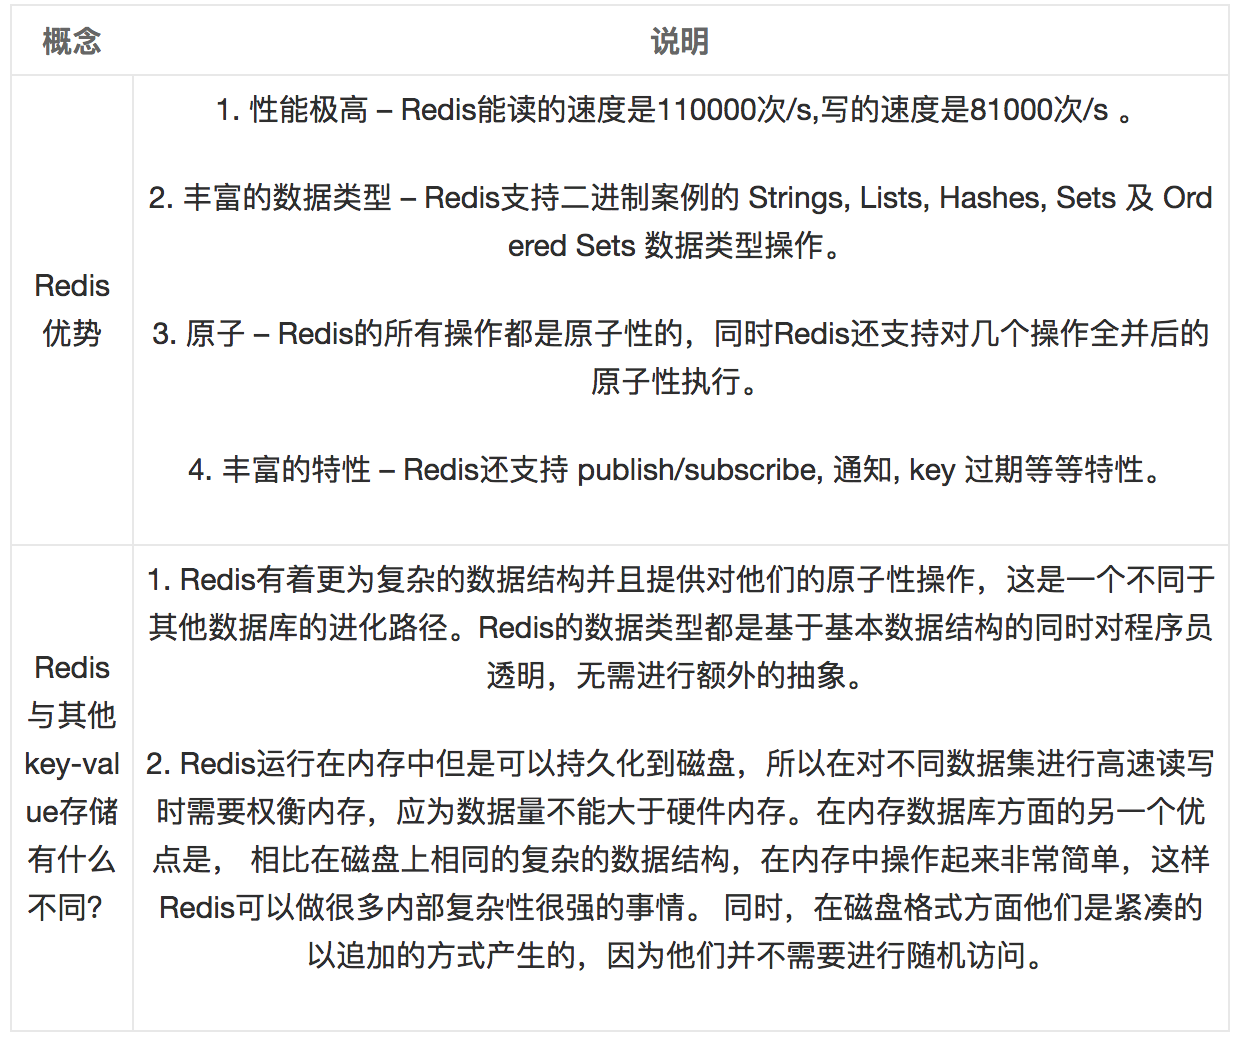 概念
说明
Redis
优势
1. 性能极高 – Redis能读的速度是110000次/s,写的速度是81000次/s 。
2. 丰富的数据类型 – Redis支持二进制案例的 Strings, Lists, Hashes, Sets 及 Ord
ered Sets 数据类型操作。
3. 原子 – Redis的所有操作都是原子性的，同时Redis还支持对几个操作全并后的
原子性执行。
4. 丰富的特性 – Redis还支持 publish/subscribe, 通知, key 过期等等特性。
Redis
与其他
key-val
ue存储
有什么
不同？
1. Redis有着更为复杂的数据结构并且提供对他们的原子性操作，这是一个不同于
其他数据库的进化路径。Redis的数据类型都是基于基本数据结构的同时对程序员
透明，无需进行额外的抽象。
2. Redis运行在内存中但是可以持久化到磁盘，所以在对不同数据集进行高速读写
时需要权衡内存，应为数据量不能大于硬件内存。在内存数据库方面的另一个优
点是， 相比在磁盘上相同的复杂的数据结构，在内存中操作起来非常简单，这样
Redis可以做很多内部复杂性很强的事情。 同时，在磁盘格式方面他们是紧凑的
以追加的方式产生的，因为他们并不需要进行随机访问。